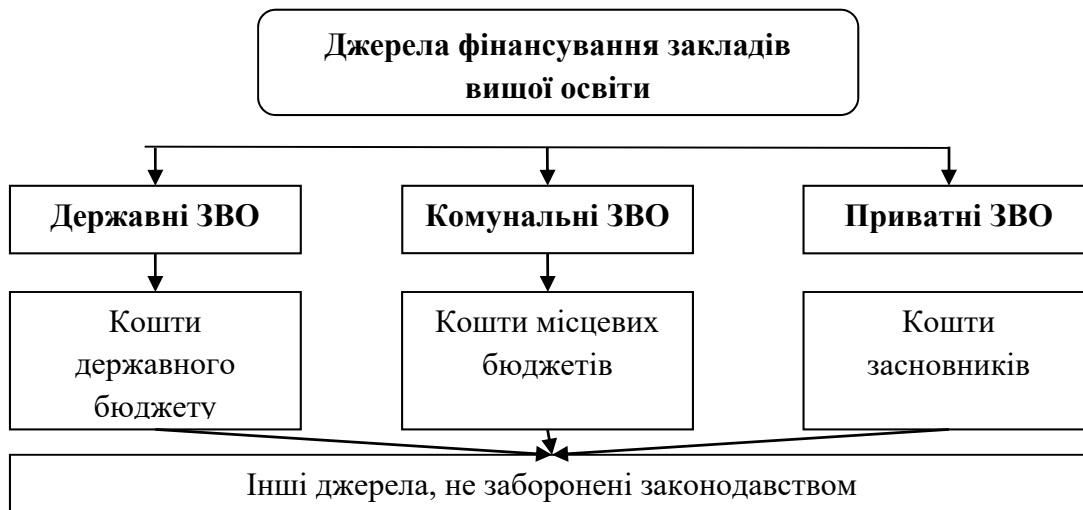 Джерела фінансування закладів
вищої освіти
Державні ЗВО
Комунальні ЗВО
Приватні ЗВО
Кошти
державного
бюджету
Кошти місцевих
бюджетів
Кошти
засновників
Інші джерела, не заборонені законодавством